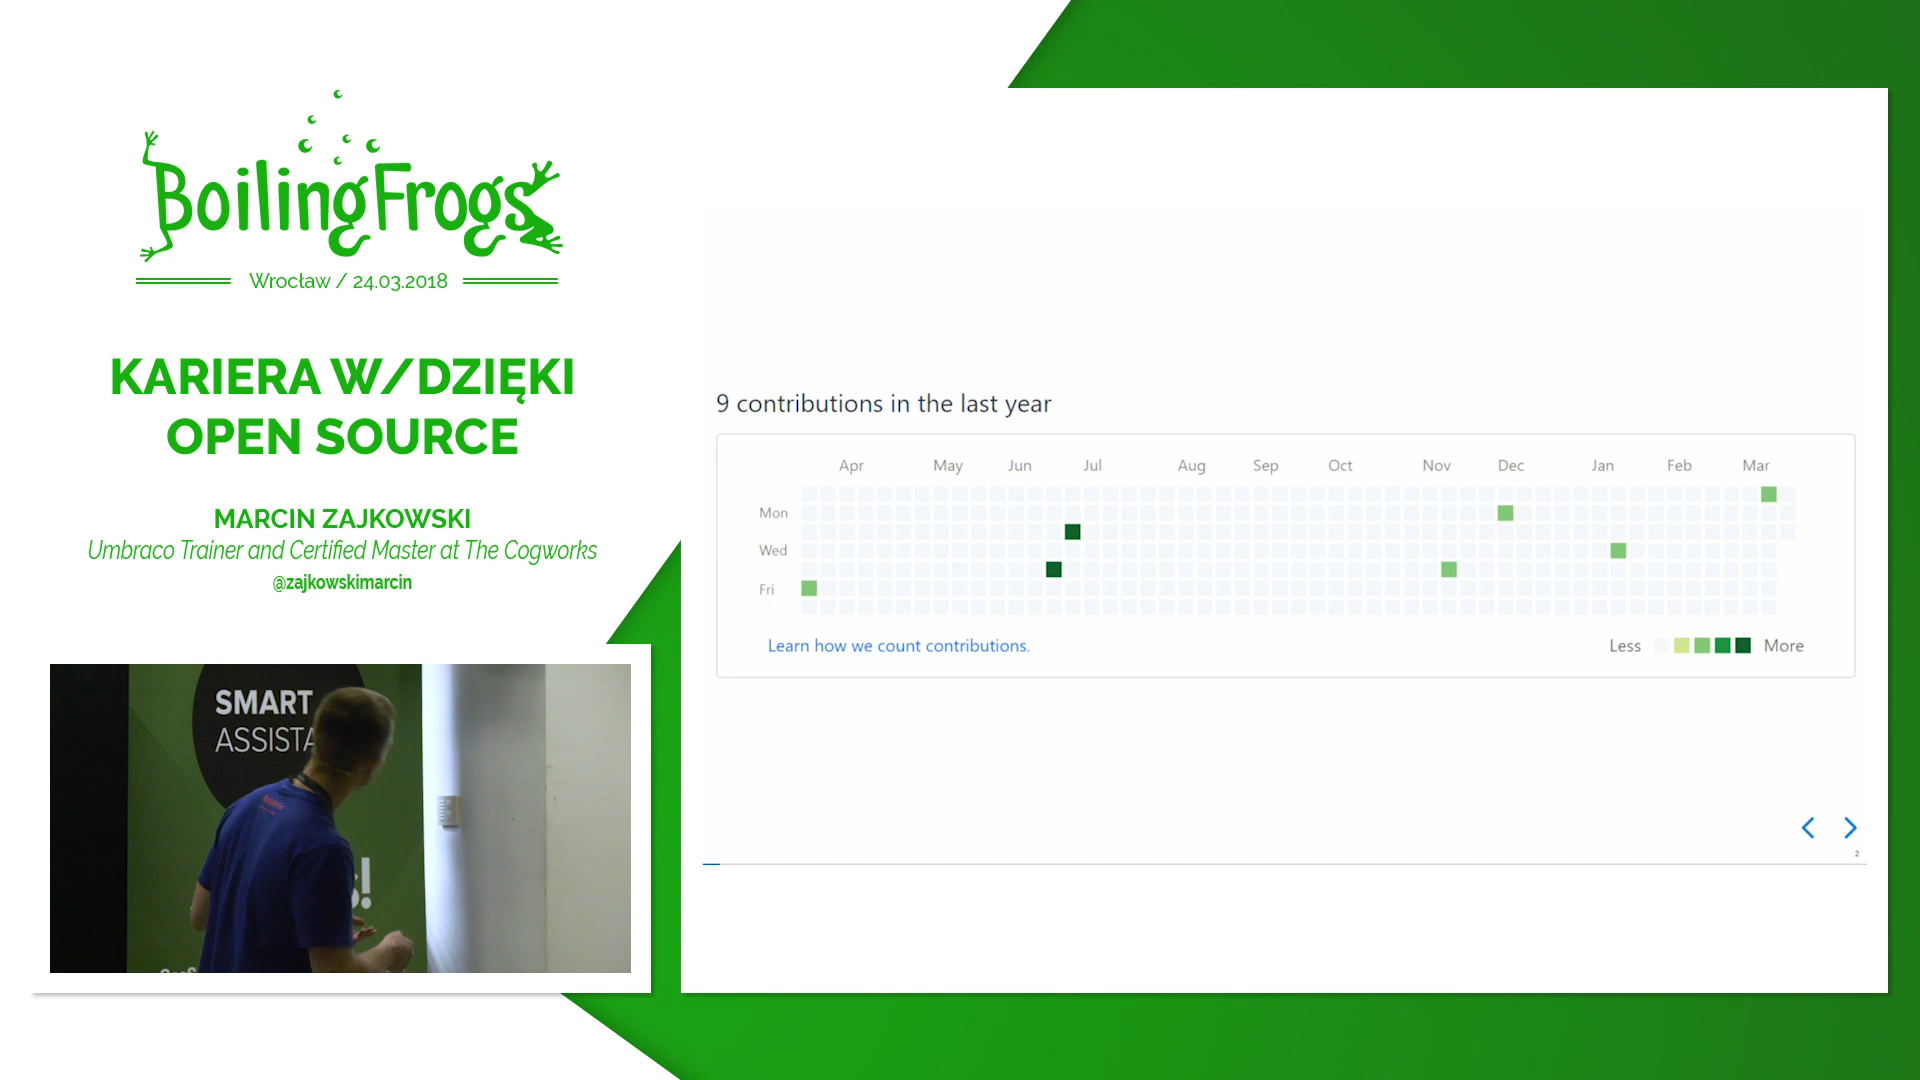 BoilingFrogs
Wrocław / 24.03.2018
KARIERA W/DZIĘKI
OPEN SOURCE
MARCIN ZAJKOWSKI
Umbraco Trainer and Certified Master at The Cogworks
@zajkowskimarcin
SMART
9 contributions in the last year
Apr May Jun Jul Aug Sep Oct Nov Dec Jan Feb Mar
Mon
Wed
Fri
Learn how we count contributions.
Less More
2